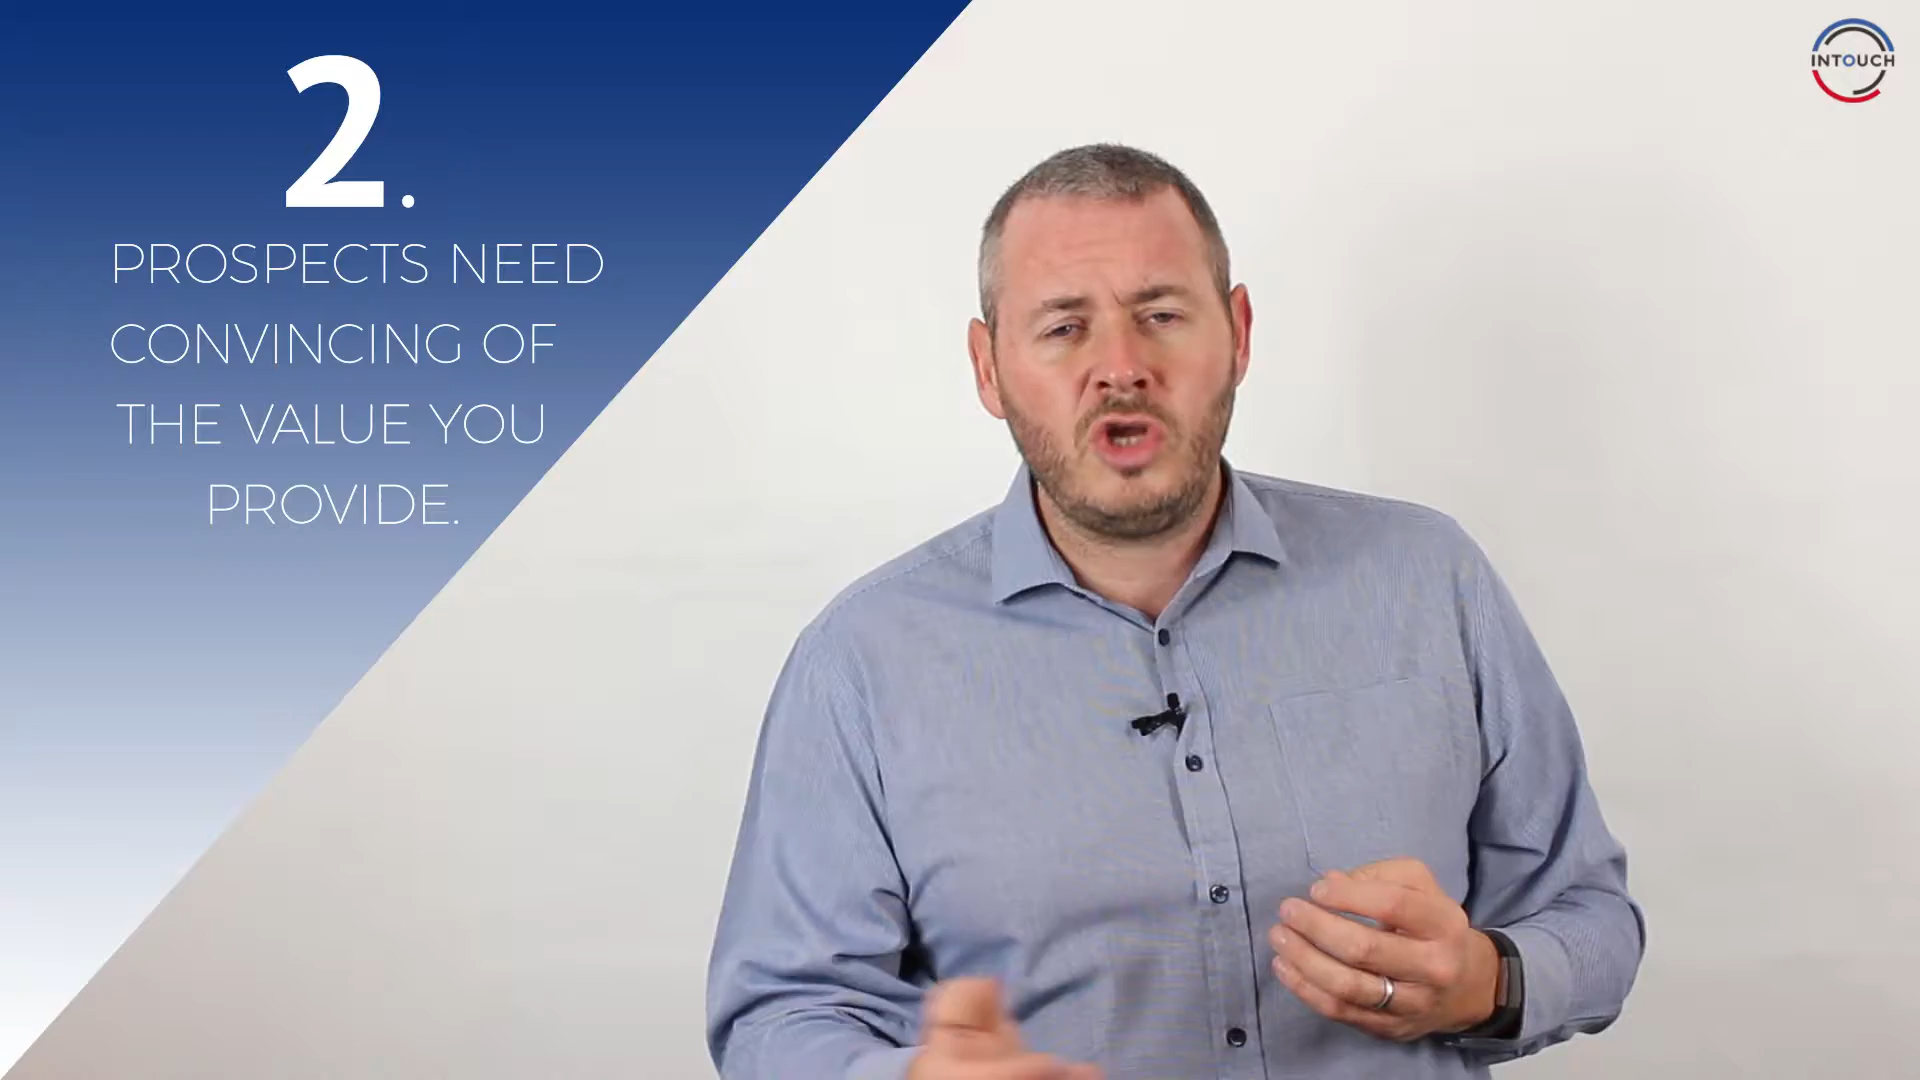 2.
PROSPECTS NEED
CONVINCING OF
THE VALUE YOU
PROVIDE.
INTOUCH